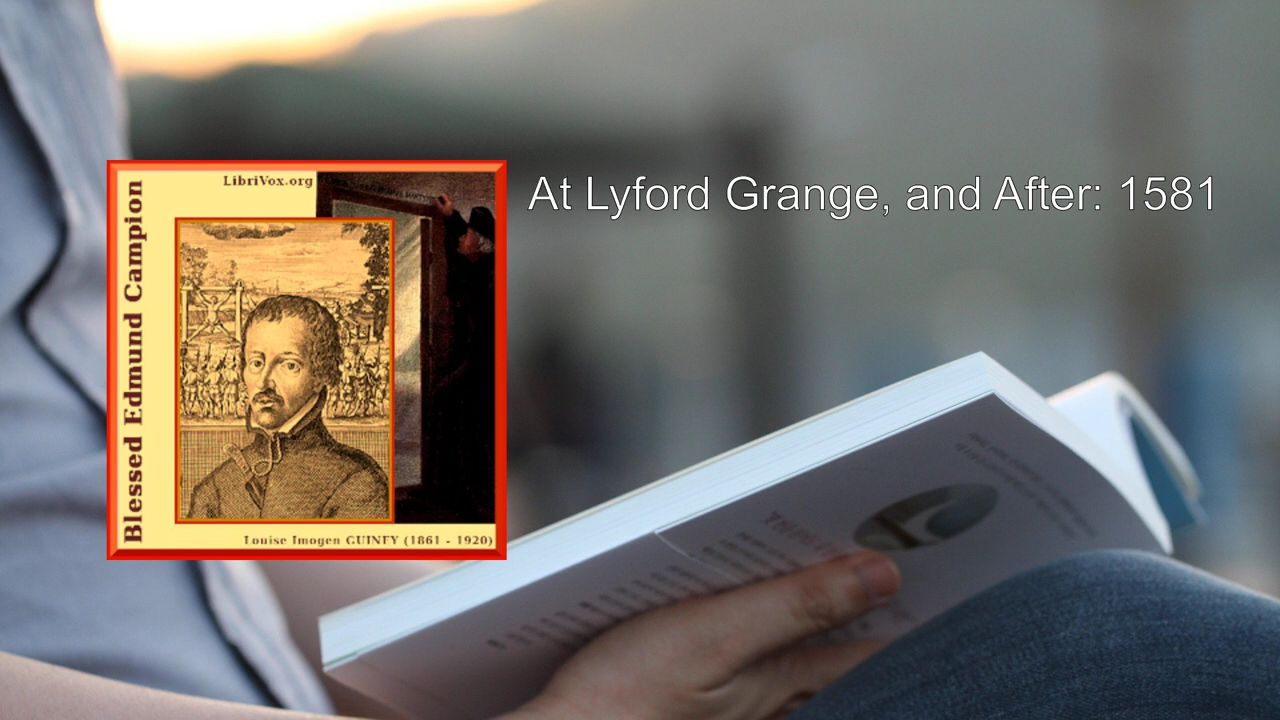 LibriVox.org
At Lyford Grange, and After: 1581
Blessed Edmund Campion
Louise Imogen GUINEY (1861 - 1920)